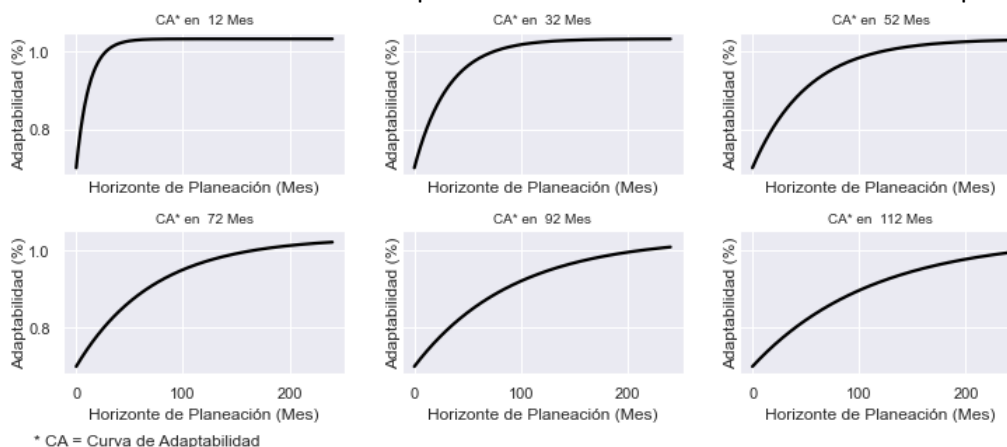 CA* en 12 Mes
CA* en 32 Mes
CA* en 52 Mes
Adaptabilidad (%)
1.0
0.8
Adaptabilidad (%)
Adaptabilidad (%)
Horizonte de Planeación (Mes)
Horizonte de Planeación (Mes)
Horizonte de Planeación (Mes)
CA* en 72 Mes
CA* en 92 Mes
CA* en 112 Mes
Adaptabilidad (%)
1.0
0.8
Adaptabilidad (%)
Adaptabilidad (%)
0 100 200
0 100 200
0 100 200
Horizonte de Planeación (Mes)
Horizonte de Planeación (Mes)
Horizonte de Planeación (Mes)
* CA = Curva de Adaptabilidad